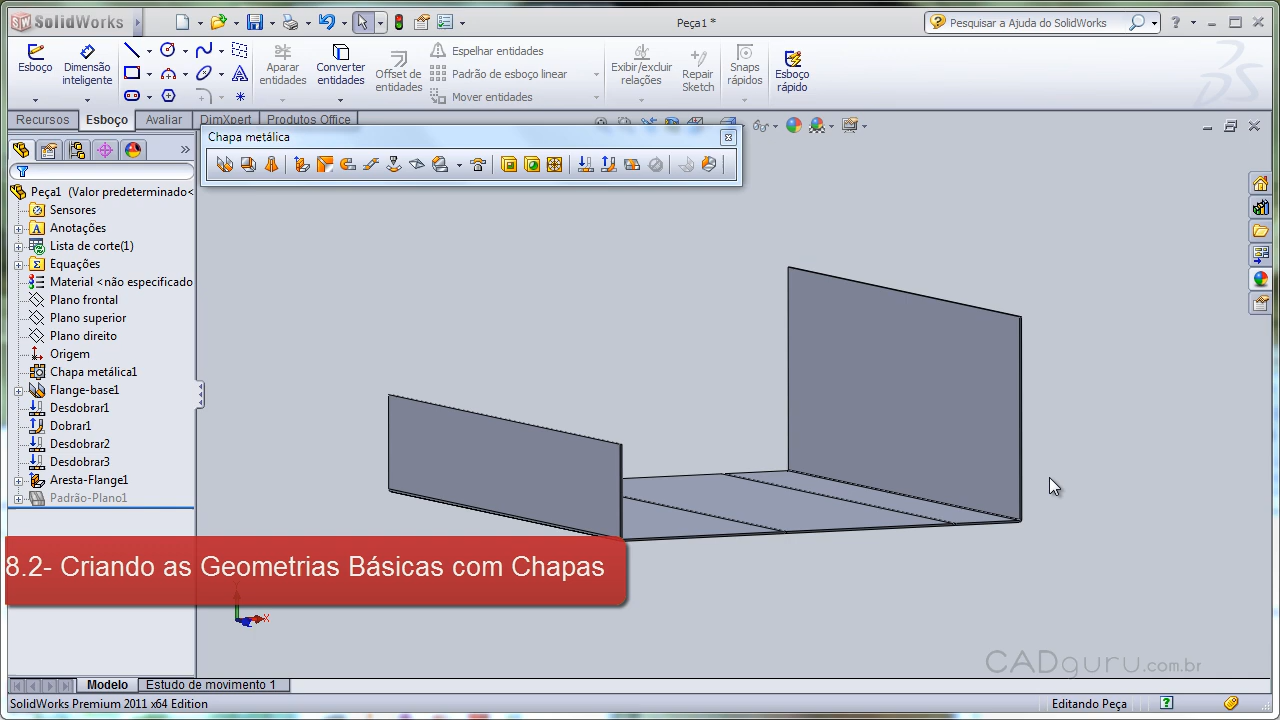 SolidWorks
Peça1 *
Pesquisar a Ajuda do SolidWorks
Esboço
Dimensão inteligente
Aparar entidades
Converter entidades
Offset de entidades
Espelhar entidades
Padrão de esboço linear
Mover entidades
Exibir/excluir relações
Repair Sketch
Snaps rápidos
Esboço rápido
Recursos
Esboço
Avaliar
DimXpert
Produtos Office
Chapa metálica
Peça1 (Valor predeterminado<
Sensores
Anotações
Lista de corte(1)
Equações
Material <não especificado
Plano frontal
Plano superior
Plano direito
Origem
Chapa metálica1
Flange-base1
Desdobrar1
Dobrar1
Desdobrar2
Desdobrar3
Aresta-Flange1
Padrão-Plano1
8.2- Criando as Geometrias Básicas com Chapas
X
CADguru.com.br
Modelo
Estudo de movimento 1
SolidWorks Premium 2011 x64 Edition
Editando Peça